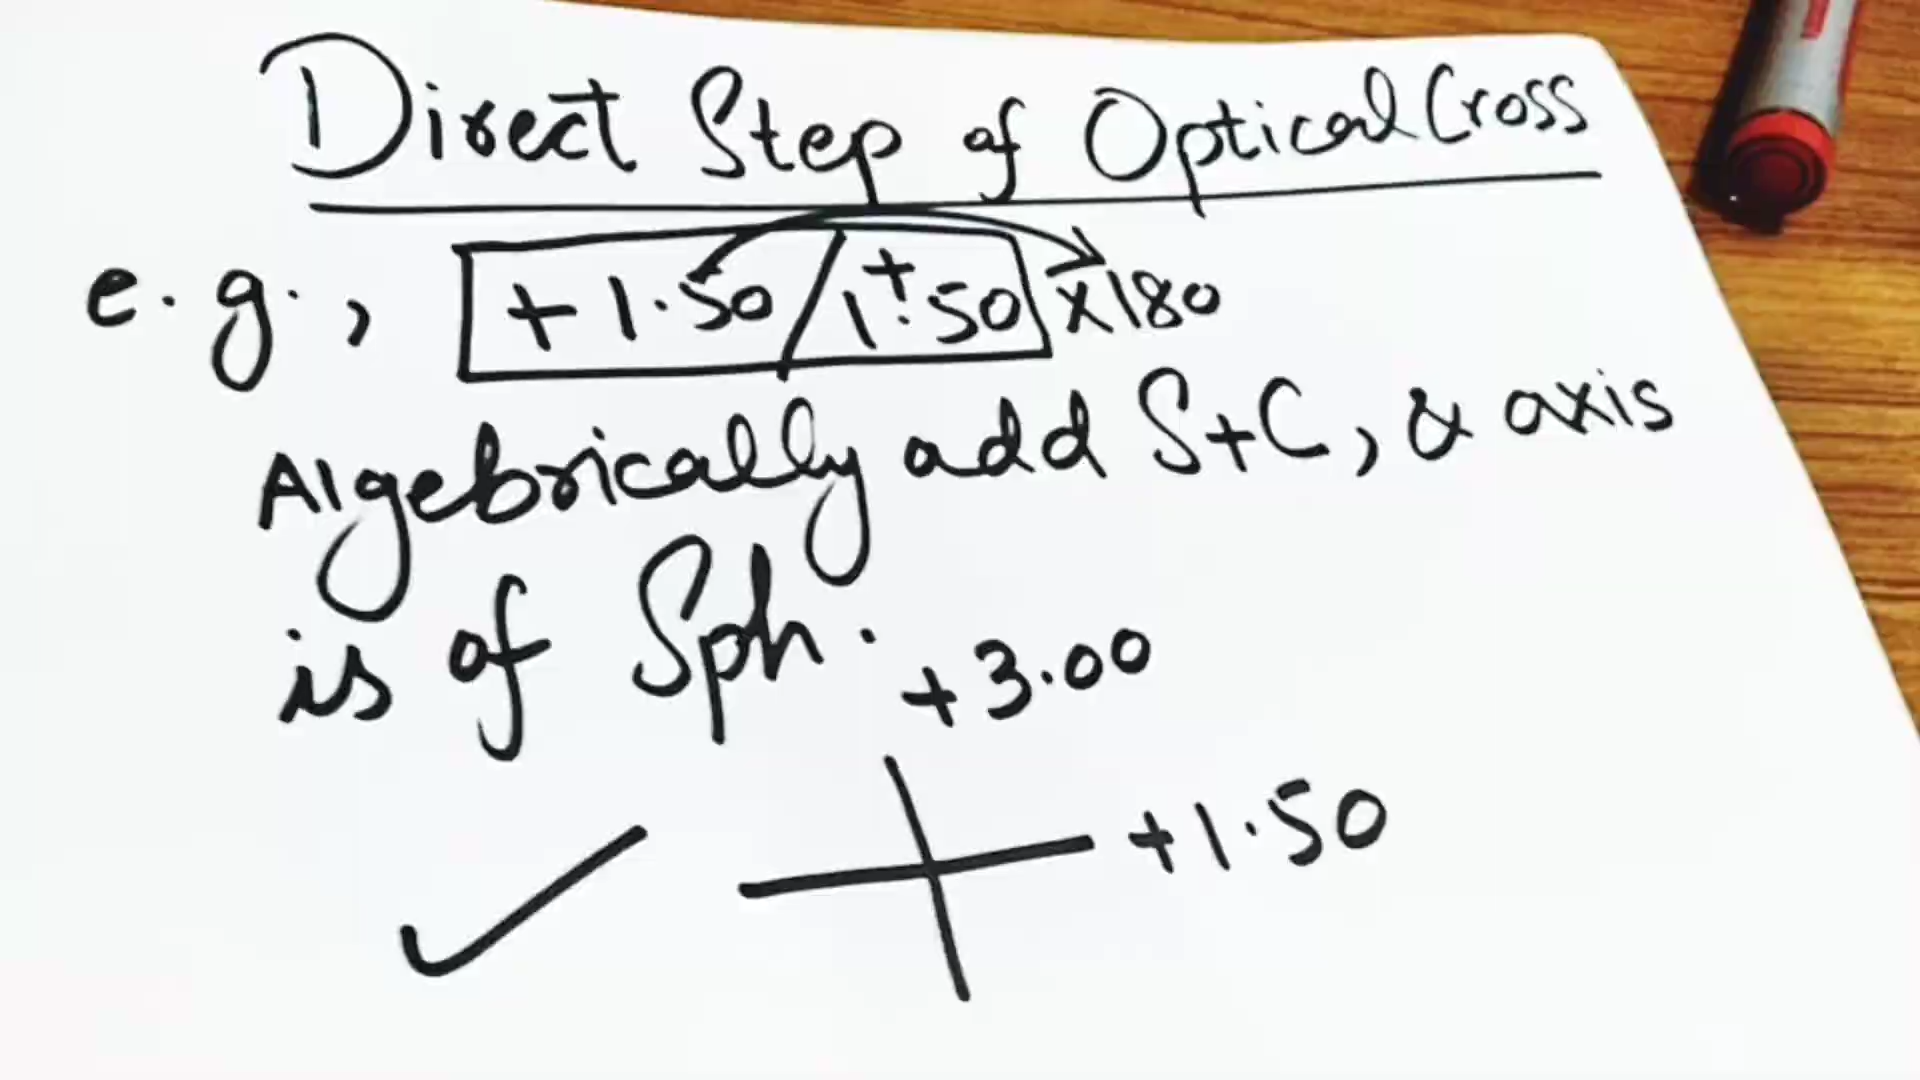 Direct Step of Optical Cross
e.g., +1.50/+1.50 x180
Algebrically add S+C, & axis
is of Sph.
+3.00
+1.50